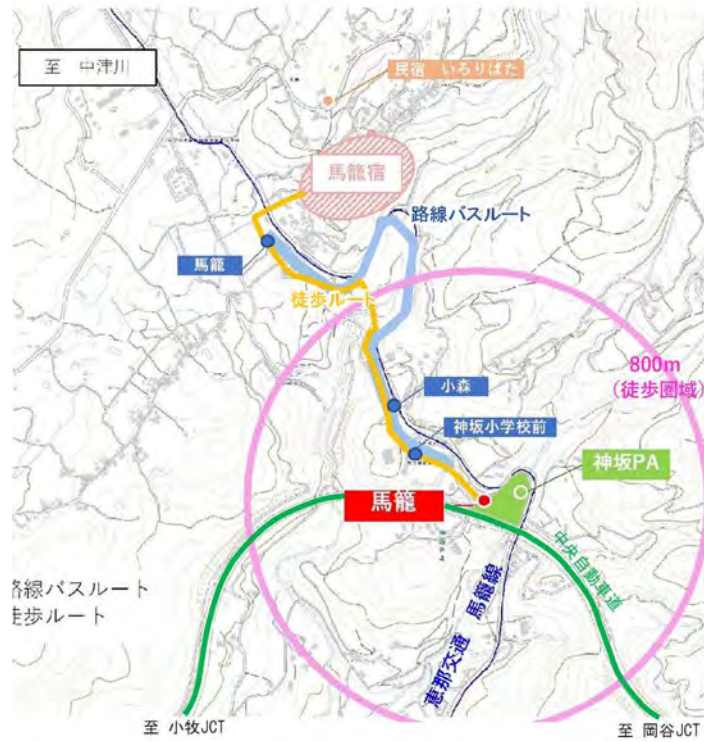 至 中津川
民宿 いろりばた
馬籠宿
路線バスルート
馬籠
徒歩ルート
800m
(徒歩圏域)
小森
神坂小学校前
神坂PA
馬籠
中央自動車道
恵那交通 馬籠線
路線バスルート
徒歩ルート
至 小牧JCT
至 岡谷JCT